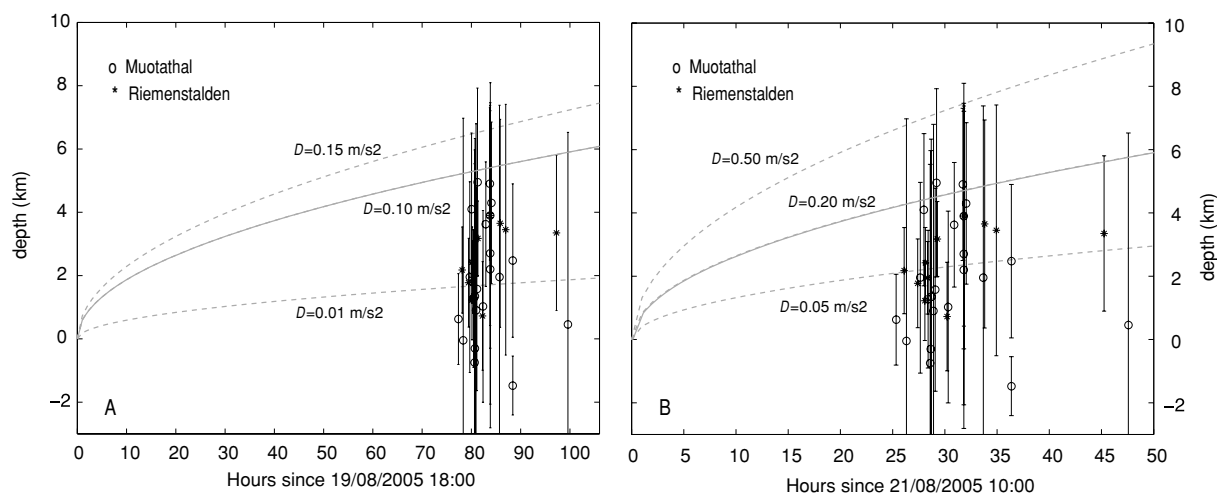 10
8
6
4
2
0
−2
depth (km)
o Muotathal
* Riemenstalden
D=0.15 m/s2
D=0.10 m/s2
D=0.01 m/s2
A
0 10 20 30 40 50 60 70 80 90 100
Hours since 19/08/2005 18:00
o Muotathal
* Riemenstalden
D=0.50 m/s2
D=0.20 m/s2
D=0.05 m/s2
B
0 5 10 15 20 25 30 35 40 45 50
Hours since 21/08/2005 10:00
10
8
6
4
2
0
−2
depth (km)